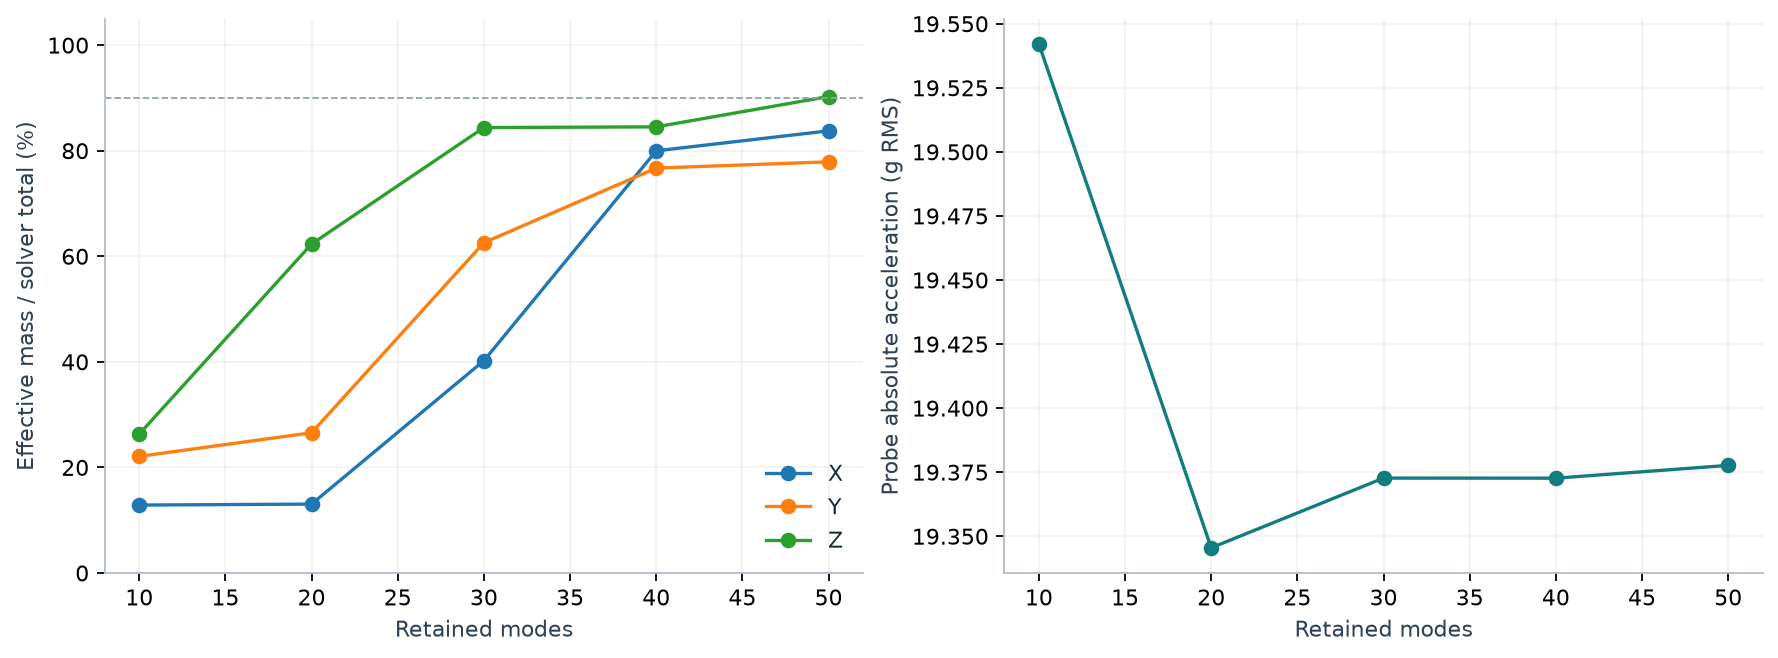 Effective mass / solver total (%)
100
80
60
40
20
0
10 15 20 25 30 35 40 45 50
Retained modes
X
Y
Z
Probe absolute acceleration (g RMS)
19.550
19.525
19.500
19.475
19.450
19.425
19.400
19.375
19.350
10 15 20 25 30 35 40 45 50
Retained modes